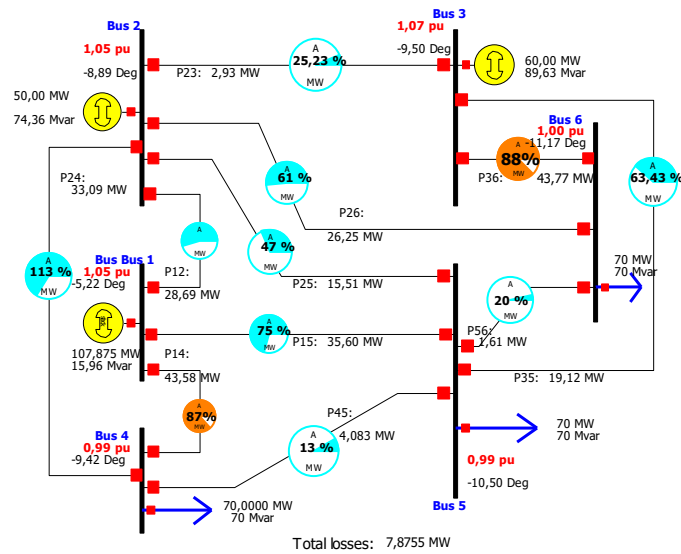 Bus 2
1,05 pu
-8,89 Deg
50,00 MW
74,36 Mvar
P23: 2,93 MW
A
25,23 %
MW
Bus 3
1,07 pu
-9,50 Deg
60,00 MW
89,63 Mvar
Bus 6
1,00 pu
-11,17 Deg
A
88%
MW
P36:
43,77 MW
A
63,43 %
MW
P24:
33,09 MW
A
61 %
MW
P26:
26,25 MW
A
MW
A
47 %
MW
P25: 15,51 MW
A
113 %
MW
Bus Bus 1
1,05 pu
-5,22 Deg
P12:
28,69 MW
70 MW
70 Mvar
A
20 %
MW
107,875 MW
15,96 Mvar
P14:
43,58 MW
A
75 %
MW
P15: 35,60 MW
P56:
1,61 MW
P35: 19,12 MW
A
87%
MW
Bus 4
0,99 pu
-9,42 Deg
P45:
4,083 MW
A
13 %
MW
70 MW
70 Mvar
0,99 pu
-10,50 Deg
Bus 5
70,0000 MW
70 Mvar
Total losses: 7,8755 MW